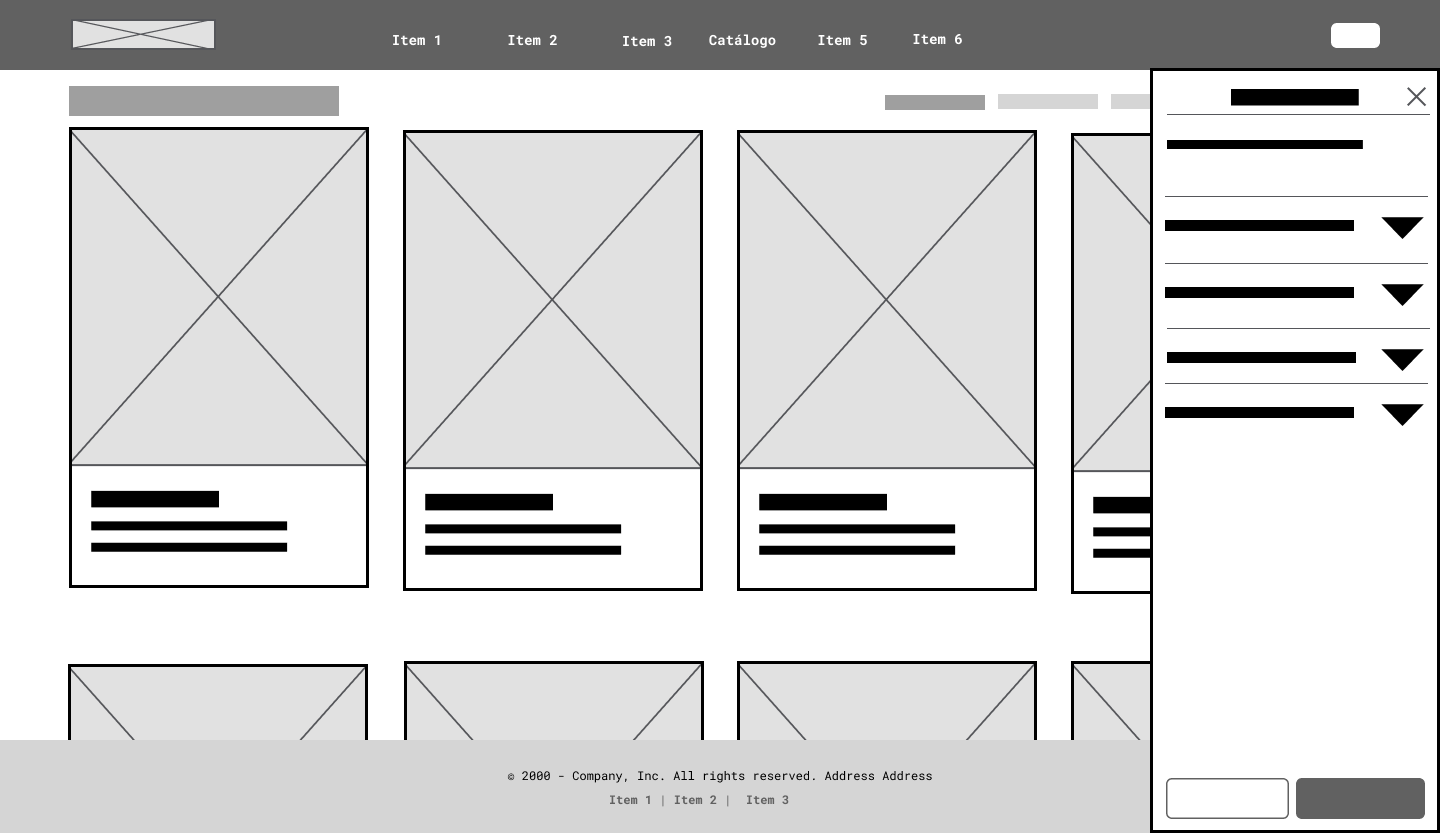 Item 1 Item 2 Item 3 Catálogo Item 5 Item 6
© 2000 - Company, Inc. All rights reserved. Address Address
Item 1 | Item 2 | Item 3